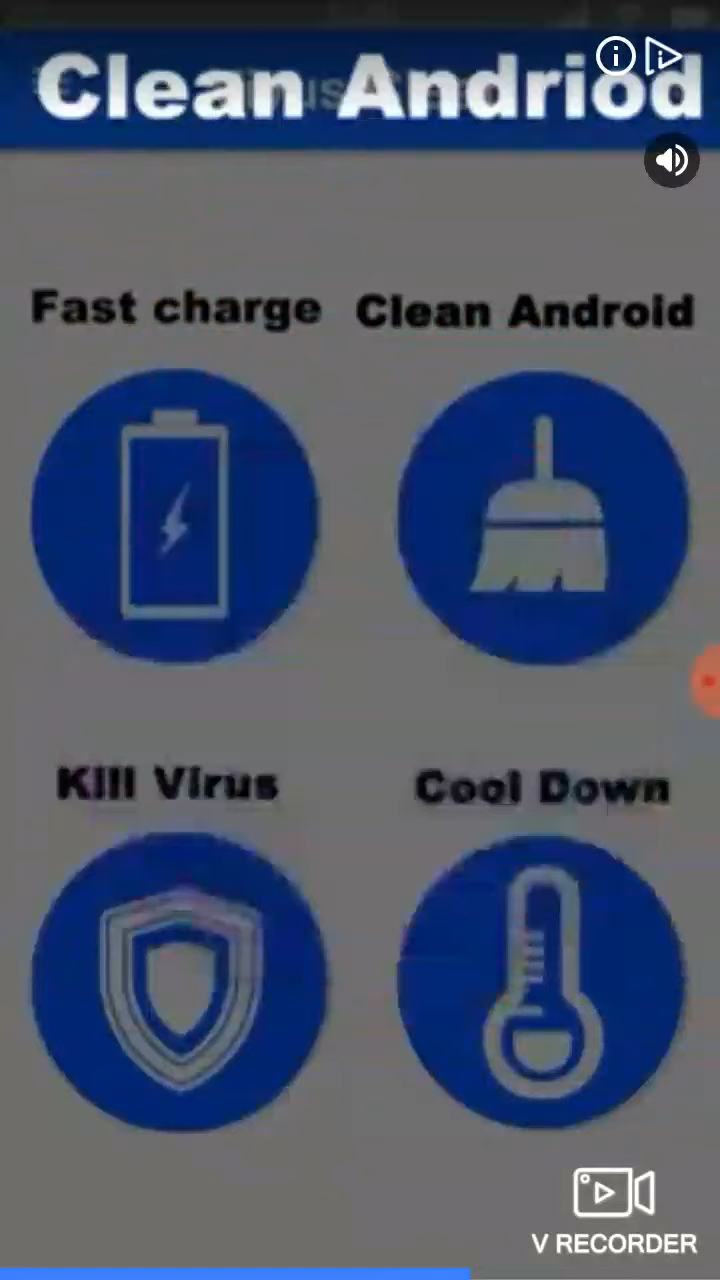 Clean Andriod
Fast charge Clean Android
Kill Virus Cool Down
V RECORDER